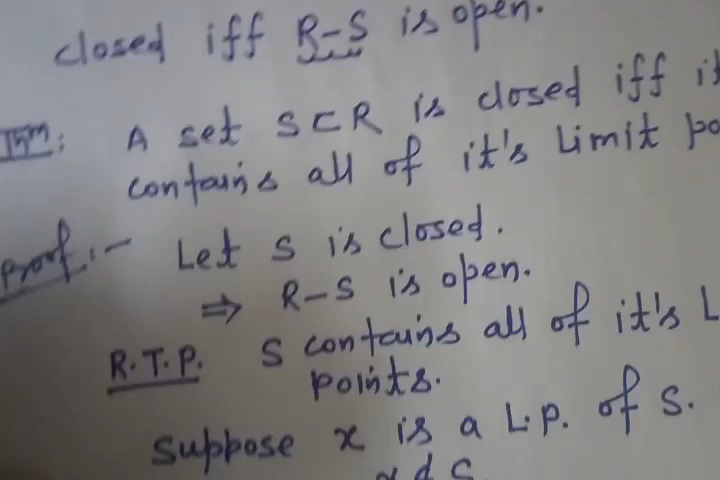 closed iff R-S is open.
Thm: A set S⊂R is closed iff it
contains all of it's Limit po
Proof:- Let S is closed.
⇒ R-S is open.
R.T.P. S contains all of it's L
points.
Suppose x is a L.p. of S.